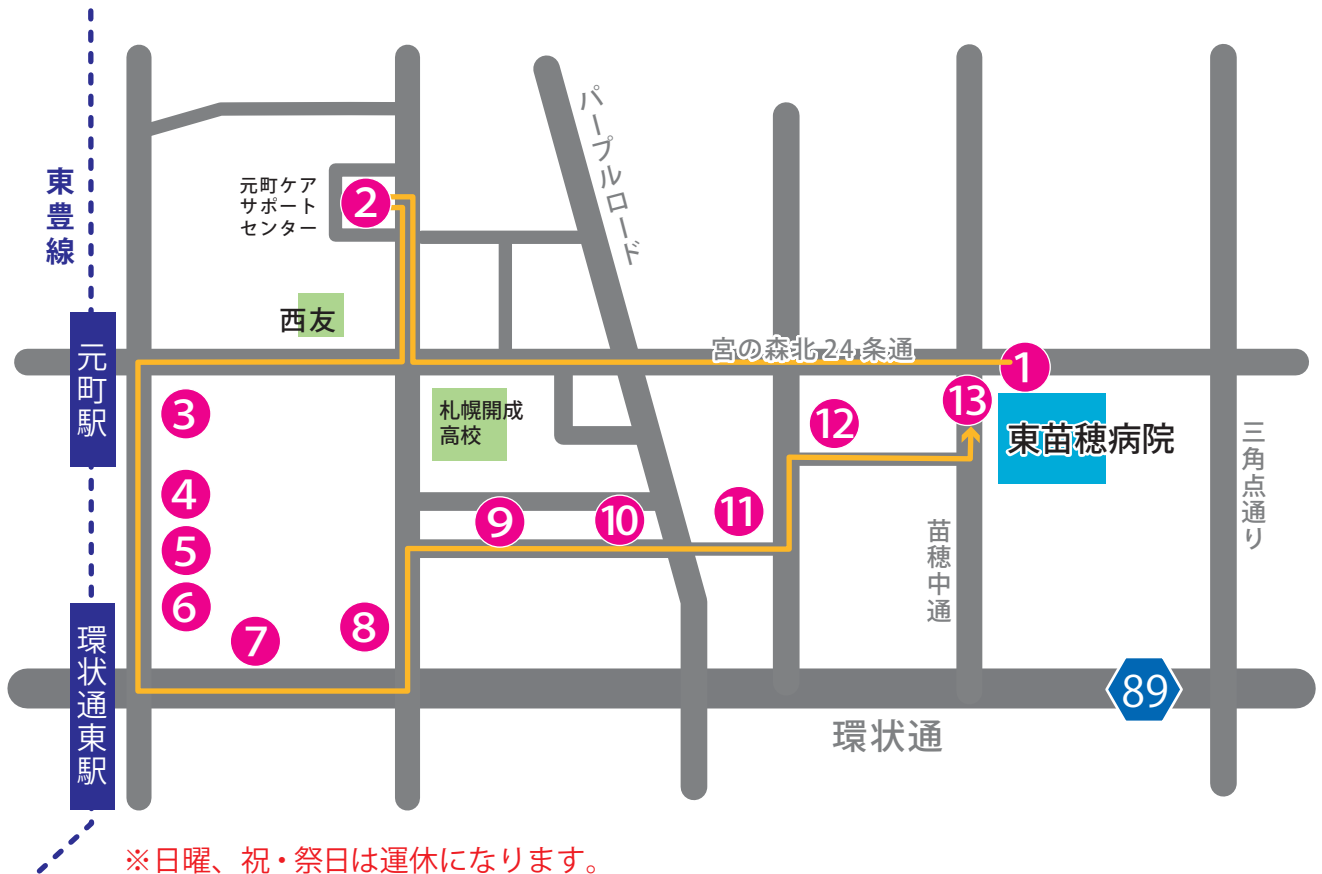 東豊線
元町駅
環状通東駅
元町ケア
サポート
センター
2
西友
パープルロード
宮の森北24条通
1
13
東苗穂病院
札幌開成
高校
12
3
4
5
6
7
8
9
10
11
苗穂中通
三角点通り
89
環状通
※日曜、祝・祭日は運休になります。